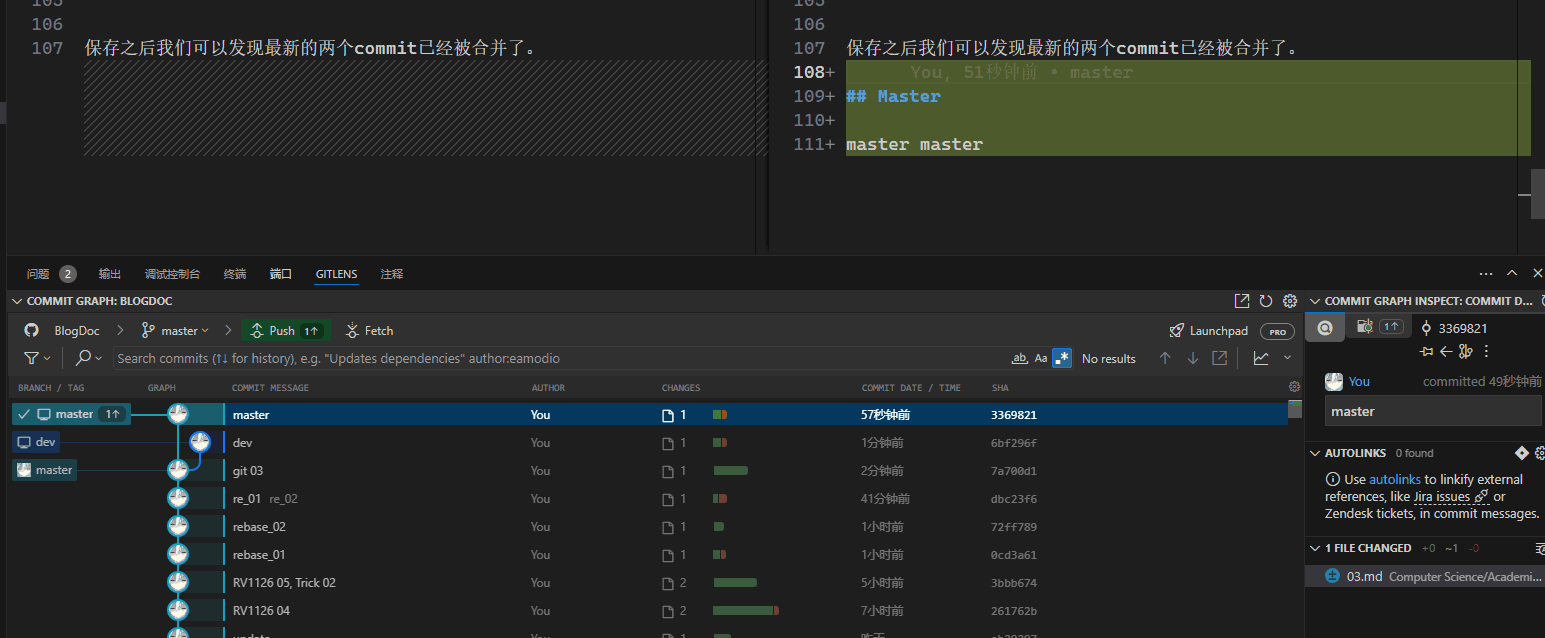 106
106
107 保存之后我们可以发现最新的两个commit已经被合并了。
107 保存之后我们可以发现最新的两个commit已经被合并了。
108+ You, 51秒钟前 • master
109+ ## Master
110+
111+ master master
问题 2 输出 调试控制台 终端 端口 GITLENS 注释
COMMIT GRAPH: BLOGDOC
COMMIT GRAPH INSPECT: COMMIT D...
BlogDoc > master > Push 1↑ Fetch
Launchpad PRO
1↑ 3369821
Search commits (↑↓ for history), e.g. "Updates dependencies" author:eamodio
ab Aa .* No results
BRANCH / TAG GRAPH COMMIT MESSAGE AUTHOR CHANGES COMMIT DATE / TIME SHA
master 1↑ master You 1 57秒钟前 3369821
dev dev You 1 1分钟前 6bf296f
master git 03 You 1 2分钟前 7a700d1
re_01 re_02 You 1 41分钟前 dbc23f6
rebase_02 You 1 1小时前 72ff789
rebase_01 You 1 1小时前 0cd3a61
RV1126 05, Trick 02 You 2 5小时前 3bbb674
RV1126 04 You 2 7小时前 261762b
You committed 49秒钟前
master
AUTOLINKS 0 found
Use autolinks to linkify external
references, like Jira issues or
Zendesk tickets, in commit messages.
1 FILE CHANGED +0 ~1 -0
03.md Computer Science/Academi...